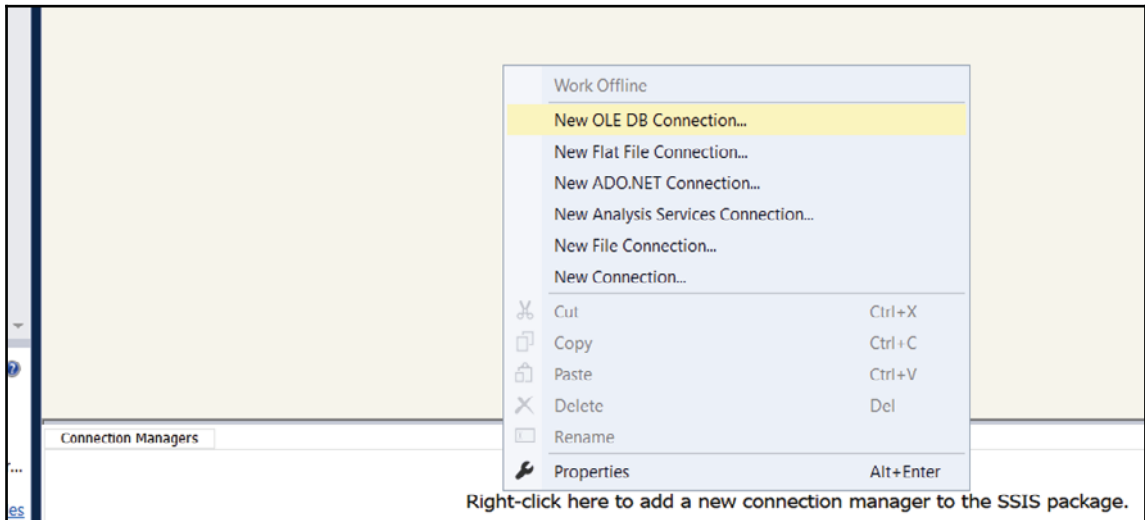 Work Offline
New OLE DB Connection...
New Flat File Connection...
New ADO.NET Connection...
New Analysis Services Connection...
New File Connection...
New Connection...
Cut Ctrl+X
Copy Ctrl+C
Paste Ctrl+V
Delete Del
Connection Managers
Rename
r...
Properties Alt+Enter
Right-click here to add a new connection manager to the SSIS package.
es